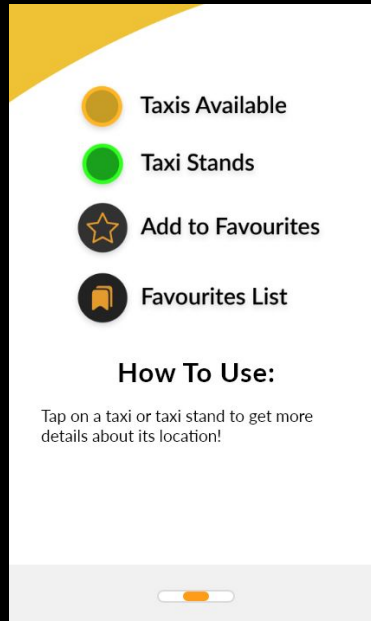 Taxis Available
Taxi Stands
Add to Favourites
Favourites List
How To Use:
Tap on a taxi or taxi stand to get more
details about its location!